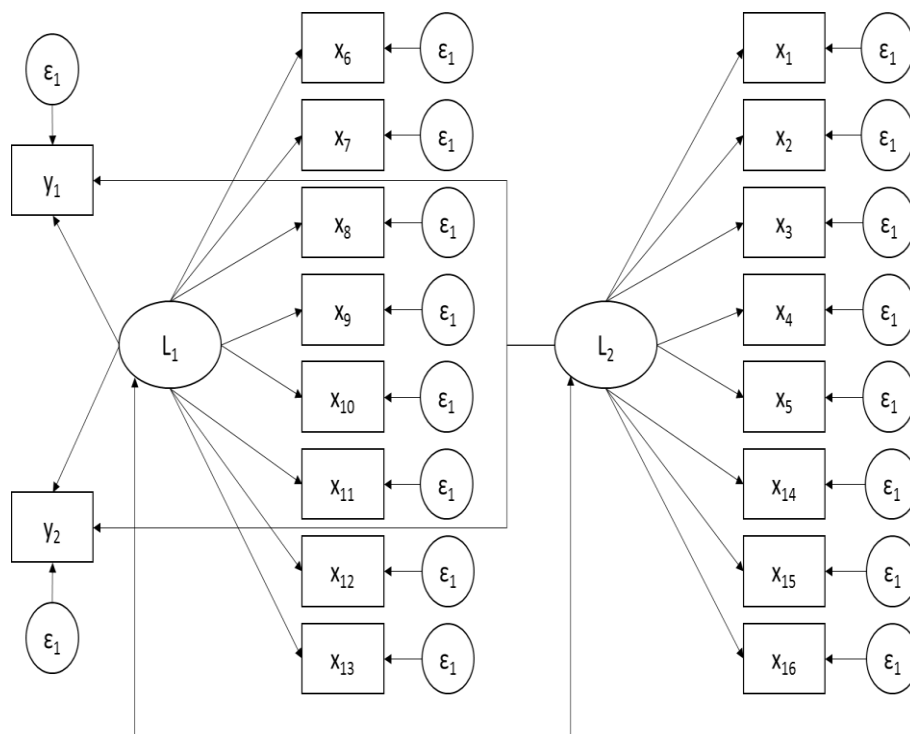 x₆ ε₁ x₁ ε₁
ε₁
x₇ ε₁ x₂ ε₁
y₁
x₈ ε₁ x₃ ε₁
x₉ ε₁ x₄ ε₁
L₁ L₂
x₁₀ ε₁ x₅ ε₁
x₁₁ ε₁ x₁₄ ε₁
y₂
x₁₂ ε₁ x₁₅ ε₁
ε₁
x₁₃ ε₁ x₁₆ ε₁